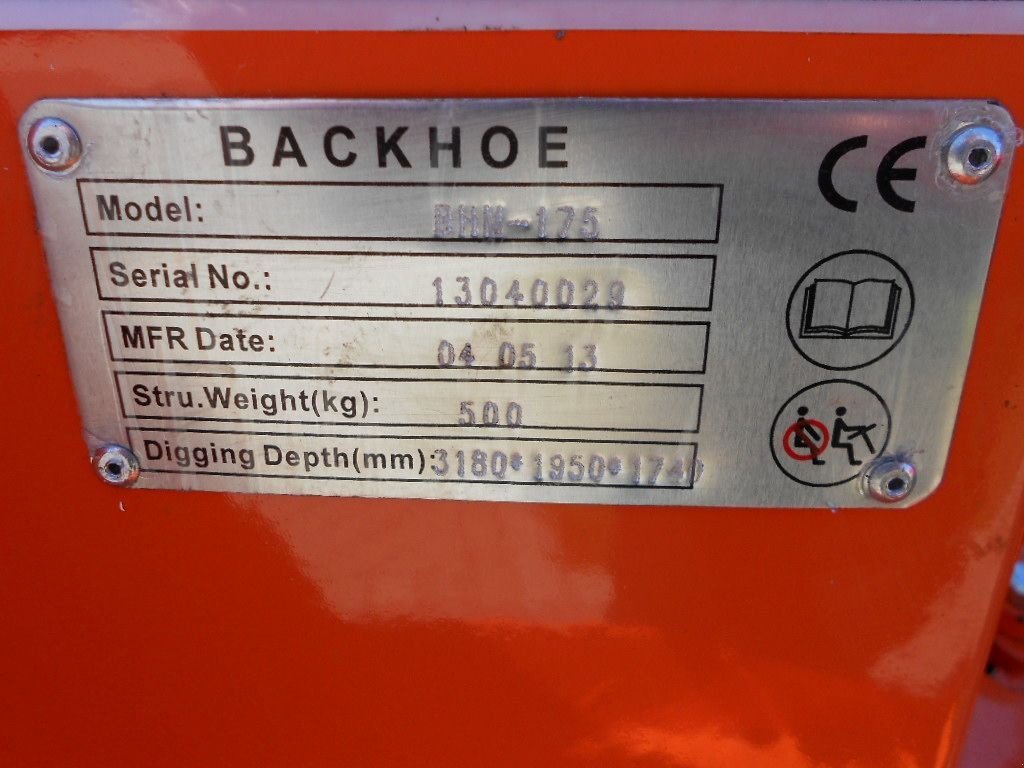 BACKHOE
CE
Model: BHM-175
Serial No.: 13040029
MFR Date: 04 05 13
Stru.Weight(kg): 500
Digging Depth(mm): 3180*1950*1740